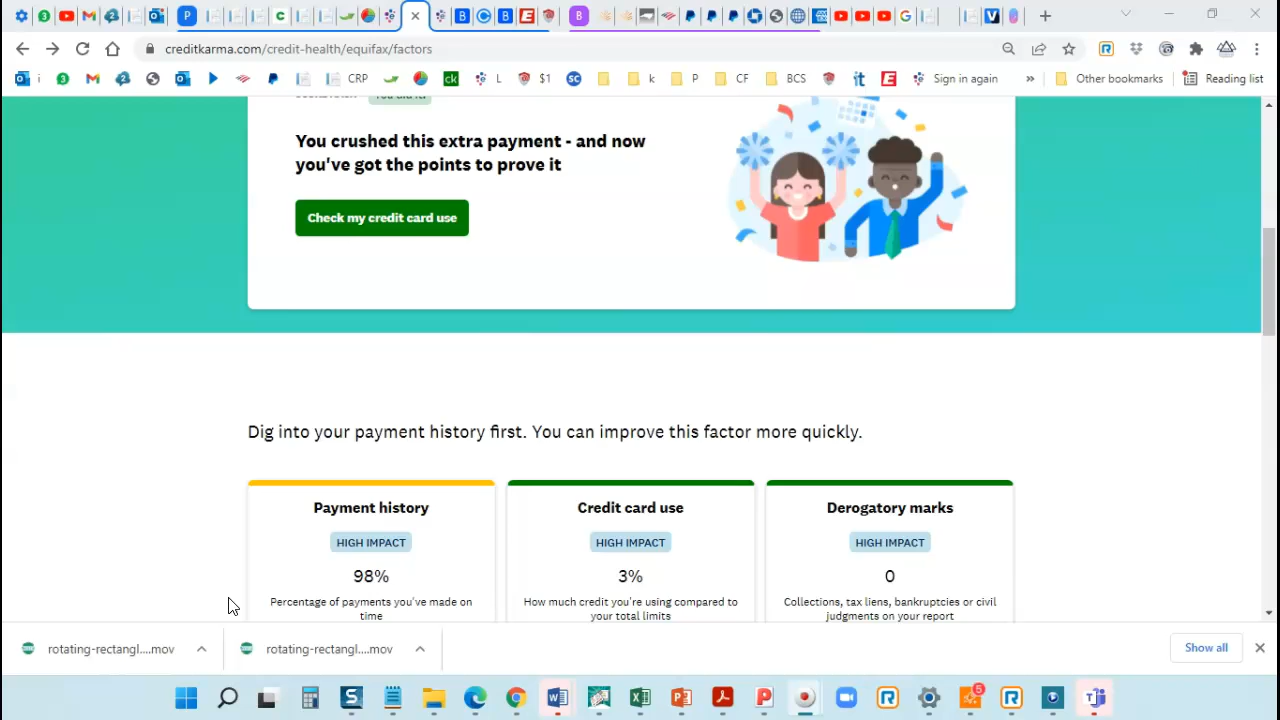 creditkarma.com/credit-health/equifax/factors
i CRP L $1 k P CF BCS Sign in again » Other bookmarks Reading list
You crushed this extra payment - and now
you've got the points to prove it
Check my credit card use
Dig into your payment history first. You can improve this factor more quickly.
Payment history
HIGH IMPACT
98%
Percentage of payments you've made on
time
Credit card use
HIGH IMPACT
3%
How much credit you're using compared to
your total limits
Derogatory marks
HIGH IMPACT
0
Collections, tax liens, bankruptcies or civil
judgments on your report
rotating-rectangl....mov
rotating-rectangl....mov
Show all
5